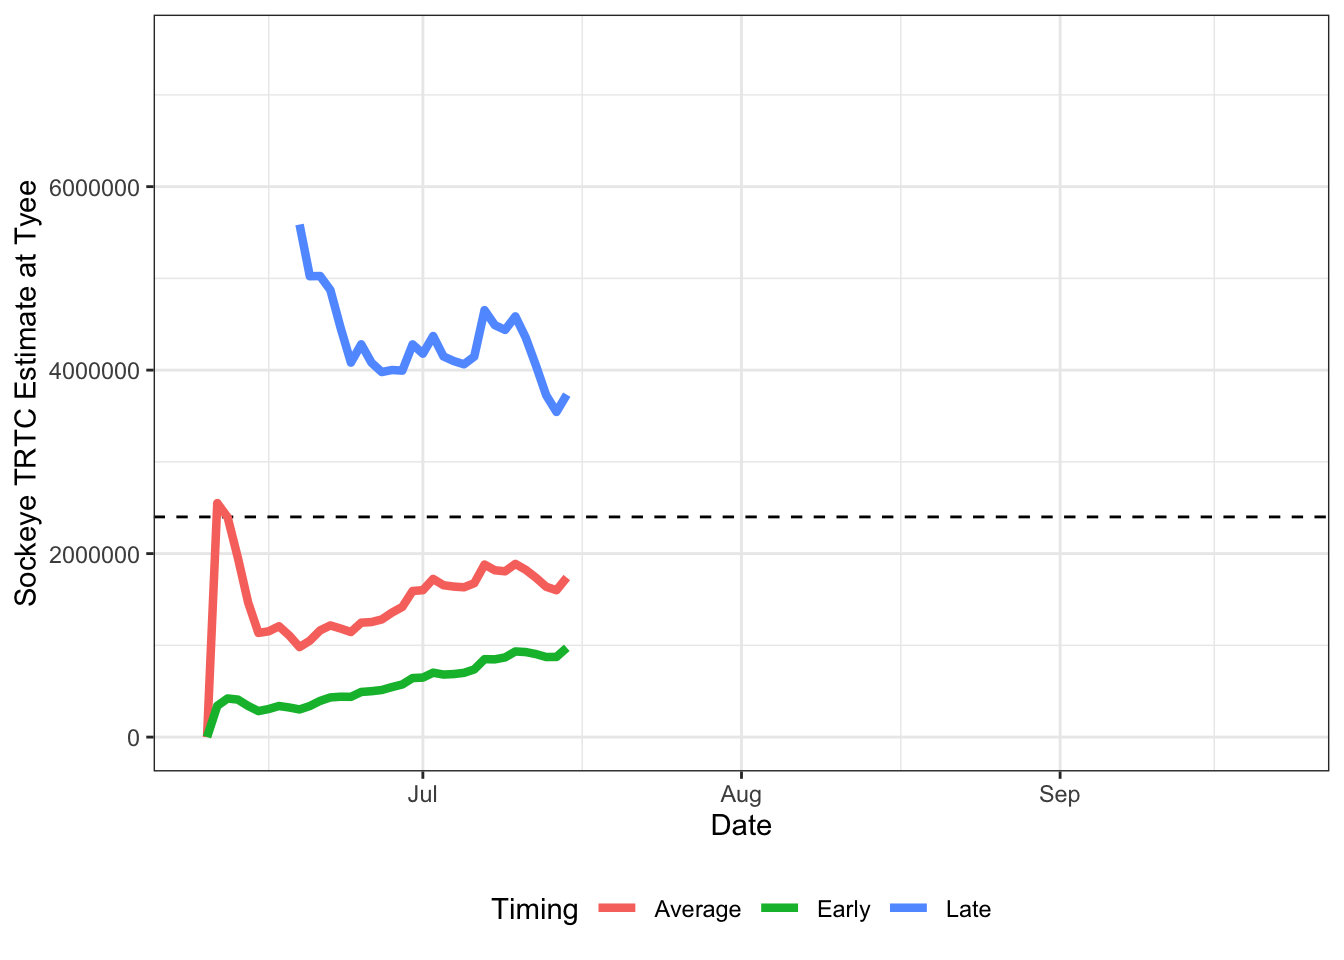 Sockeye TRTC Estimate at Tyee
6000000
4000000
2000000
0
Jul Aug Sep
Date
Timing Average Early Late